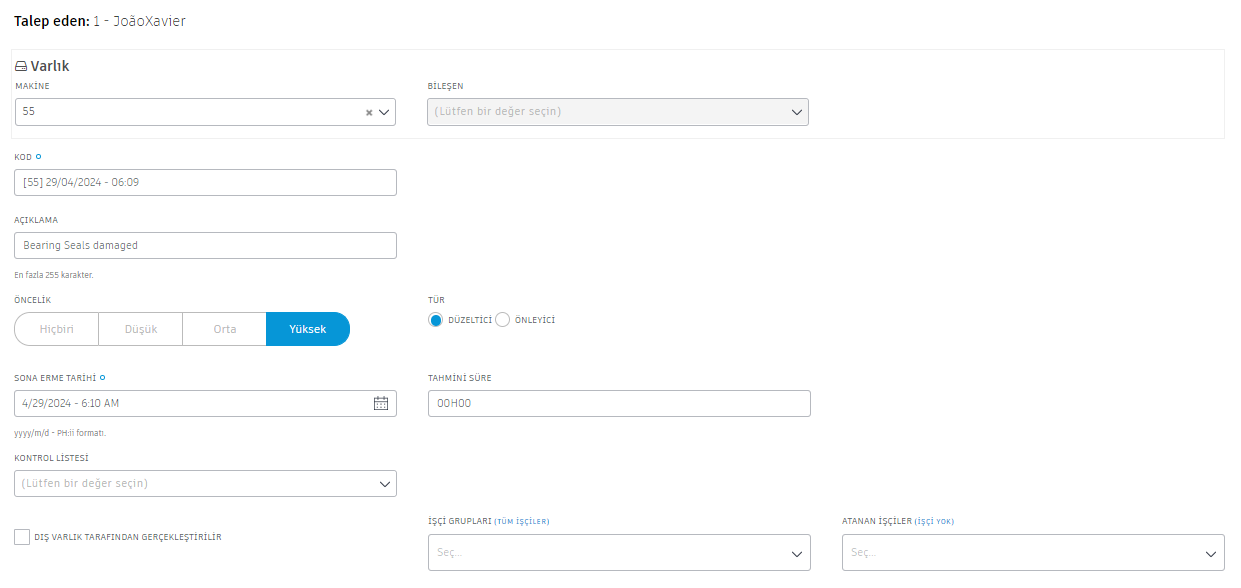 Talep eden: 1 - JoãoXavier
Varlık
MAKİNE
BİLEŞEN
55
(Lütfen bir değer seçin)
KOD
[55] 29/04/2024 - 06:09
AÇIKLAMA
Bearing Seals damaged
En fazla 255 karakter.
ÖNCELİK
TÜR
Hiçbiri Düşük Orta Yüksek
DÜZELTİCİ ÖNLEYİCİ
SONA ERME TARİHİ
TAHMİNİ SÜRE
4/29/2024 - 6:10 AM
00H00
yyyy/m/d - PH:ii formatı.
KONTROL LİSTESİ
(Lütfen bir değer seçin)
İŞÇİ GRUPLARI (TÜM İŞÇİLER)
ATANAN İŞÇİLER (İŞÇİ YOK)
DIŞ VARLIK TARAFINDAN GERÇEKLEŞTİRİLİR
Seç...
Seç...